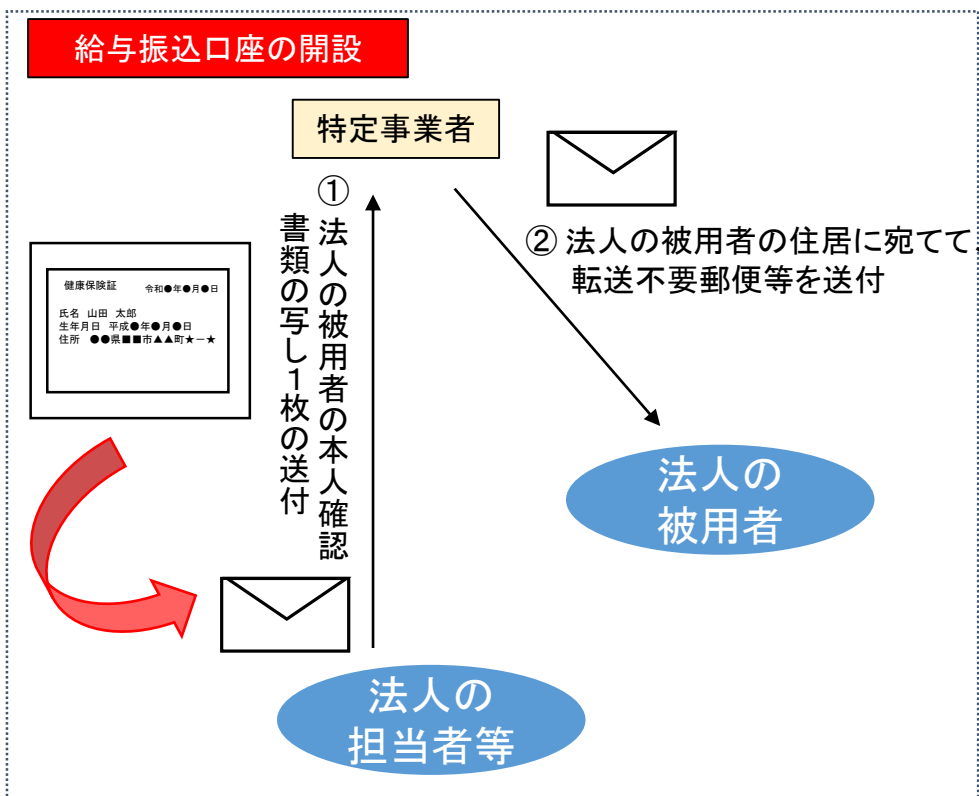 給与振込口座の開設
特定事業者
① 法人の被用者の本人確認
書類の写し1枚の送付
② 法人の被用者の住居に宛てて
転送不要郵便等を送付
健康保険証 令和●年●月●日
氏名 山田 太郎
生年月日 平成●年●月●日
住所 ●●県■■市▲▲町★－★
法人の
被用者
法人の
担当者等